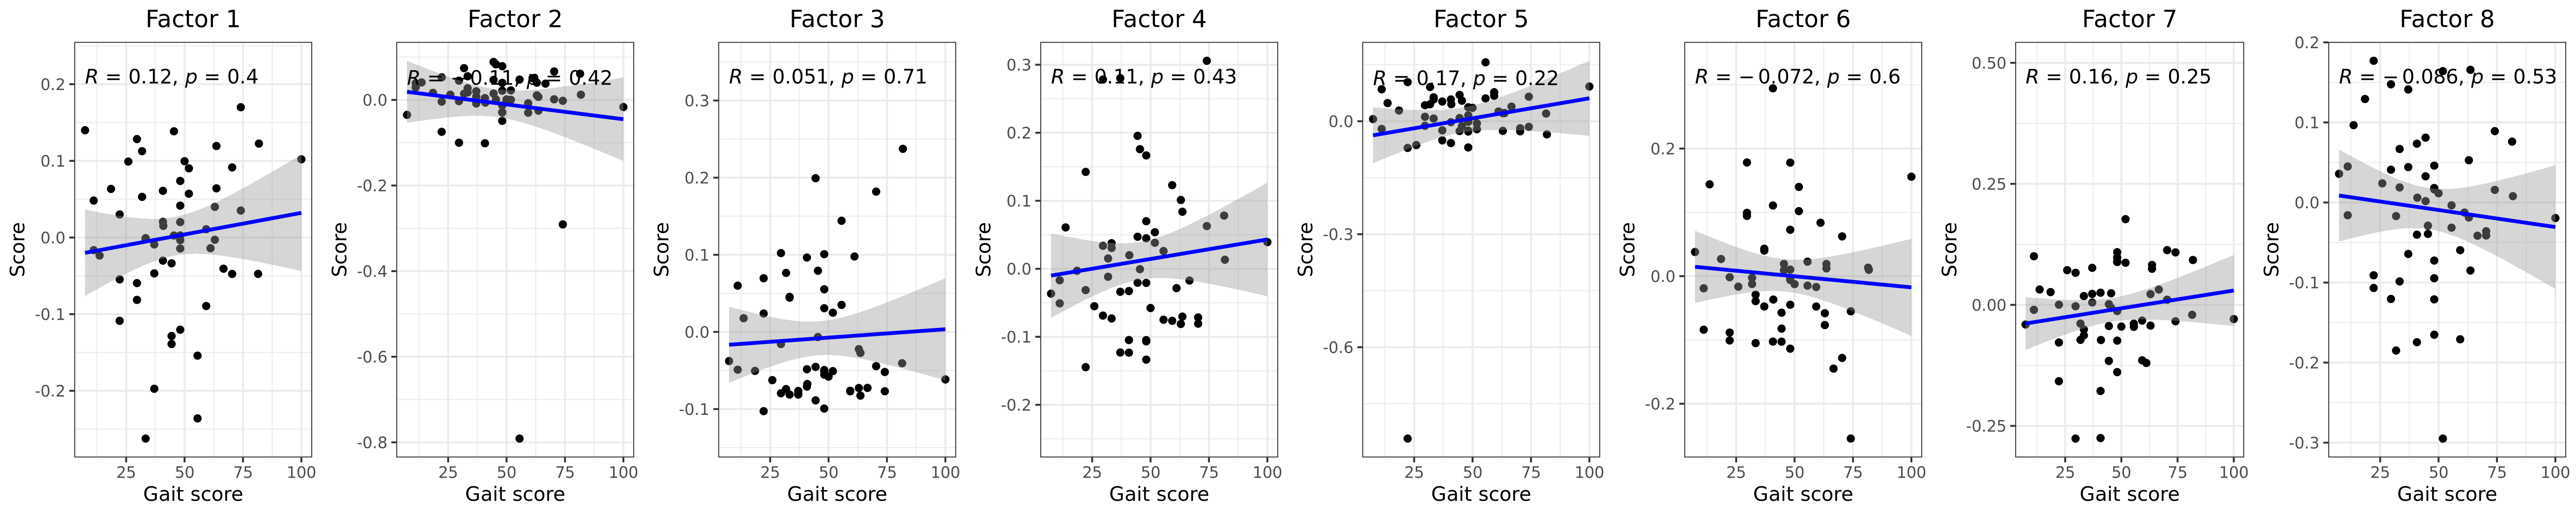 Factor 1
Factor 2
Factor 3
Factor 4
Factor 5
Factor 6
Factor 7
Factor 8
R = 0.12, p = 0.4
R = −0.11, p = 0.42
R = 0.051, p = 0.71
R = 0.11, p = 0.43
R = 0.17, p = 0.22
R = −0.072, p = 0.6
R = 0.16, p = 0.25
R = −0.086, p = 0.53
Score
0.2
0.1
0.0
-0.1
-0.2
25 50 75 100
Gait score
Score
0.0
-0.2
-0.4
-0.6
-0.8
25 50 75 100
Gait score
Score
0.3
0.1
0.0
-0.1
25 50 75 100
Gait score
Score
0.3
0.2
0.1
0.0
-0.1
-0.2
25 50 75 100
Gait score
Score
0.0
-0.3
-0.6
25 50 75 100
Gait score
Score
0.2
0.0
-0.2
25 50 75 100
Gait score
Score
0.50
0.25
0.00
-0.25
25 50 75 100
Gait score
Score
0.2
0.1
0.0
-0.1
-0.2
-0.3
25 50 75 100
Gait score